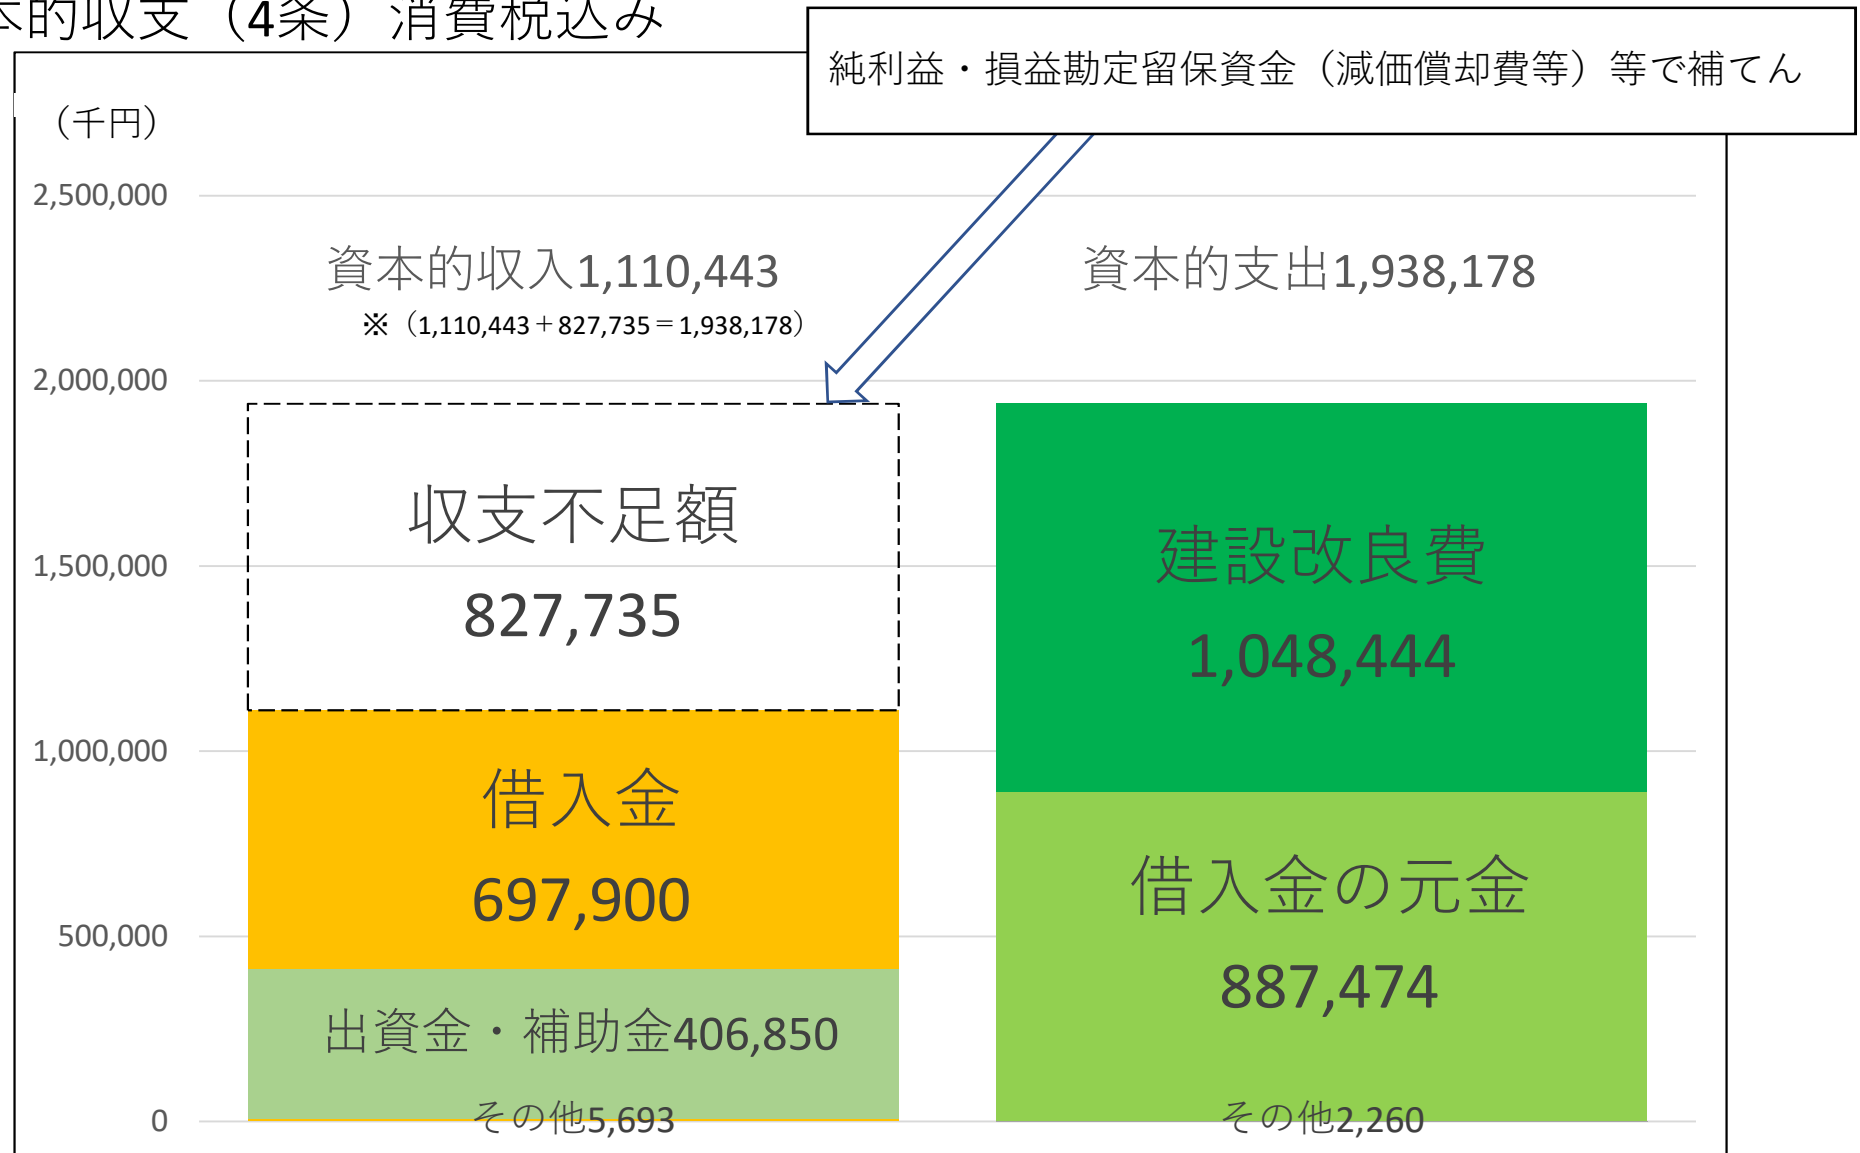 本的収支（4条）消費税込み
純利益・損益勘定留保資金（減価償却費等）等で補てん
（千円）
2,500,000
資本的収入1,110,443
資本的支出1,938,178
※（1,110,443＋827,735＝1,938,178）
2,000,000
収支不足額
827,735
建設改良費
1,048,444
1,500,000
1,000,000
借入金
697,900
借入金の元金
887,474
500,000
出資金・補助金406,850
その他5,693
その他2,260
0